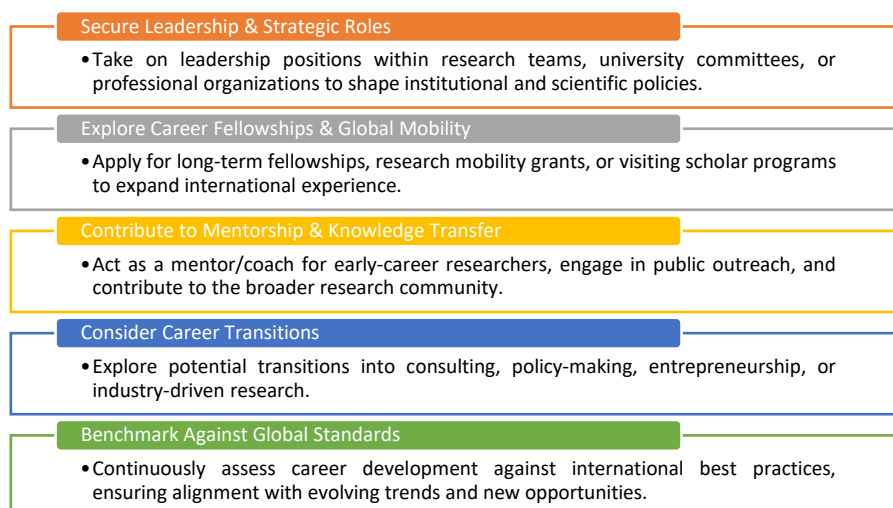 Secure Leadership & Strategic Roles
•Take on leadership positions within research teams, university committees, or
professional organizations to shape institutional and scientific policies.
Explore Career Fellowships & Global Mobility
•Apply for long-term fellowships, research mobility grants, or visiting scholar programs
to expand international experience.
Contribute to Mentorship & Knowledge Transfer
•Act as a mentor/coach for early-career researchers, engage in public outreach, and
contribute to the broader research community.
Consider Career Transitions
•Explore potential transitions into consulting, policy-making, entrepreneurship, or
industry-driven research.
Benchmark Against Global Standards
•Continuously assess career development against international best practices,
ensuring alignment with evolving trends and new opportunities.